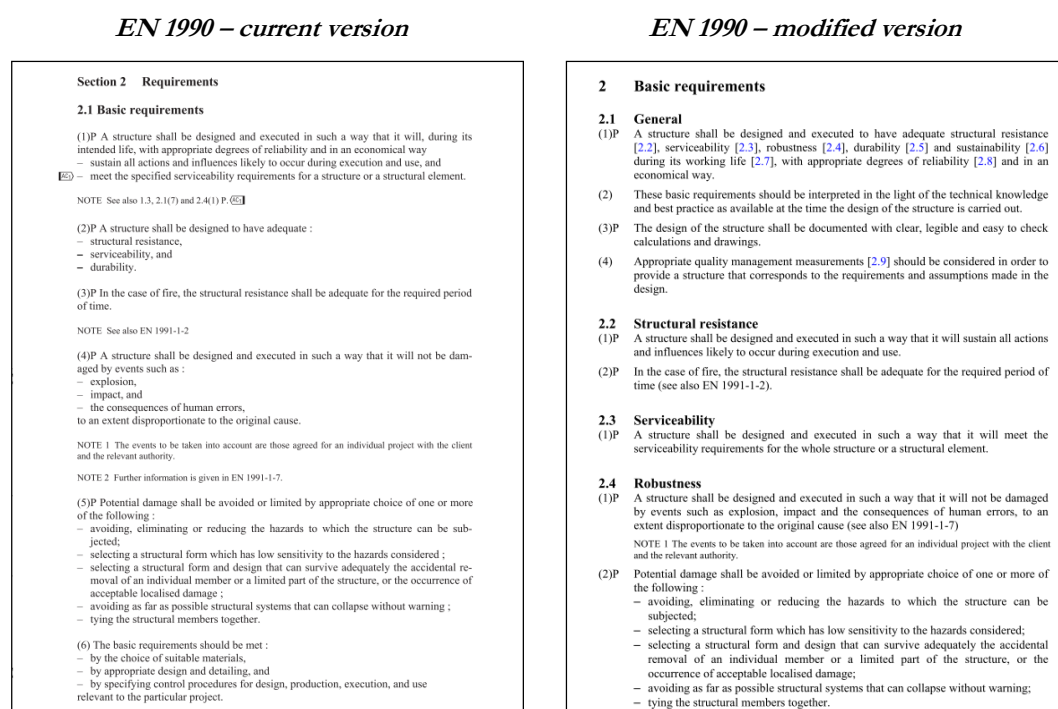 EN 1990 – current version
Section 2 Requirements
2.1 Basic requirements
(1)P A structure shall be designed and executed in such a way that it will, during its
intended life, with appropriate degrees of reliability and in an economical way
– sustain all actions and influences likely to occur during execution and use, and
AC1⟩ – meet the specified serviceability requirements for a structure or a structural element.
NOTE See also 1.3, 2.1(7) and 2.4(1) P. ⟨AC1
(2)P A structure shall be designed to have adequate :
– structural resistance,
– serviceability, and
– durability.
(3)P In the case of fire, the structural resistance shall be adequate for the required period
of time.
NOTE See also EN 1991-1-2
(4)P A structure shall be designed and executed in such a way that it will not be dam-
aged by events such as :
– explosion,
– impact, and
– the consequences of human errors,
to an extent disproportionate to the original cause.
NOTE 1 The events to be taken into account are those agreed for an individual project with the client
and the relevant authority.
NOTE 2 Further information is given in EN 1991-1-7.
(5)P Potential damage shall be avoided or limited by appropriate choice of one or more
of the following :
– avoiding, eliminating or reducing the hazards to which the structure can be sub-
jected;
– selecting a structural form which has low sensitivity to the hazards considered ;
– selecting a structural form and design that can survive adequately the accidental re-
moval of an individual member or a limited part of the structure, or the occurrence of
acceptable localised damage ;
– avoiding as far as possible structural systems that can collapse without warning ;
– tying the structural members together.
(6) The basic requirements should be met :
– by the choice of suitable materials,
– by appropriate design and detailing, and
– by specifying control procedures for design, production, execution, and use
relevant to the particular project.
EN 1990 – modified version
2 Basic requirements
2.1 General
(1)P A structure shall be designed and executed to have adequate structural resistance
[2.2], serviceability [2.3], robustness [2.4], durability [2.5] and sustainability [2.6]
during its working life [2.7], with appropriate degrees of reliability [2.8] and in an
economical way.
(2) These basic requirements should be interpreted in the light of the technical knowledge
and best practice as available at the time the design of the structure is carried out.
(3)P The design of the structure shall be documented with clear, legible and easy to check
calculations and drawings.
(4) Appropriate quality management measurements [2.9] should be considered in order to
provide a structure that corresponds to the requirements and assumptions made in the
design.
2.2 Structural resistance
(1)P A structure shall be designed and executed in such a way that it will sustain all actions
and influences likely to occur during execution and use.
(2)P In the case of fire, the structural resistance shall be adequate for the required period of
time (see also EN 1991-1-2).
2.3 Serviceability
(1)P A structure shall be designed and executed in such a way that it will meet the
serviceability requirements for the whole structure or a structural element.
2.4 Robustness
(1)P A structure shall be designed and executed in such a way that it will not be damaged
by events such as explosion, impact and the consequences of human errors, to an
extent disproportionate to the original cause (see also EN 1991-1-7)
NOTE 1 The events to be taken into account are those agreed for an individual project with the client
and the relevant authority.
(2)P Potential damage shall be avoided or limited by appropriate choice of one or more of
the following :
– avoiding, eliminating or reducing the hazards to which the structure can be
subjected;
– selecting a structural form which has low sensitivity to the hazards considered;
– selecting a structural form and design that can survive adequately the accidental
removal of an individual member or a limited part of the structure, or the
occurrence of acceptable localised damage;
– avoiding as far as possible structural systems that can collapse without warning;
– tying the structural members together.